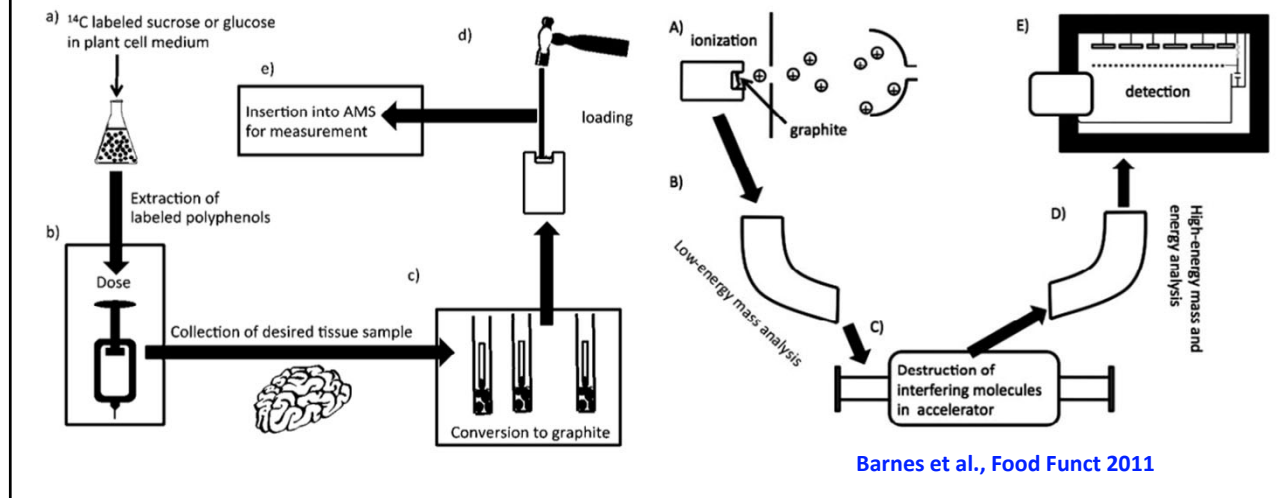 a)
¹⁴C labeled sucrose or glucose
in plant cell medium
Extraction of
labeled polyphenols
b)
Dose
Collection of desired tissue sample
c)
Conversion to graphite
d)
loading
e)
Insertion into AMS
for measurement
A)
ionization
graphite
B)
Low-energy mass analysis
C)
Destruction of
interfering molecules
in accelerator
D)
High-energy mass and
energy analysis
E)
detection
Barnes et al., Food Funct 2011